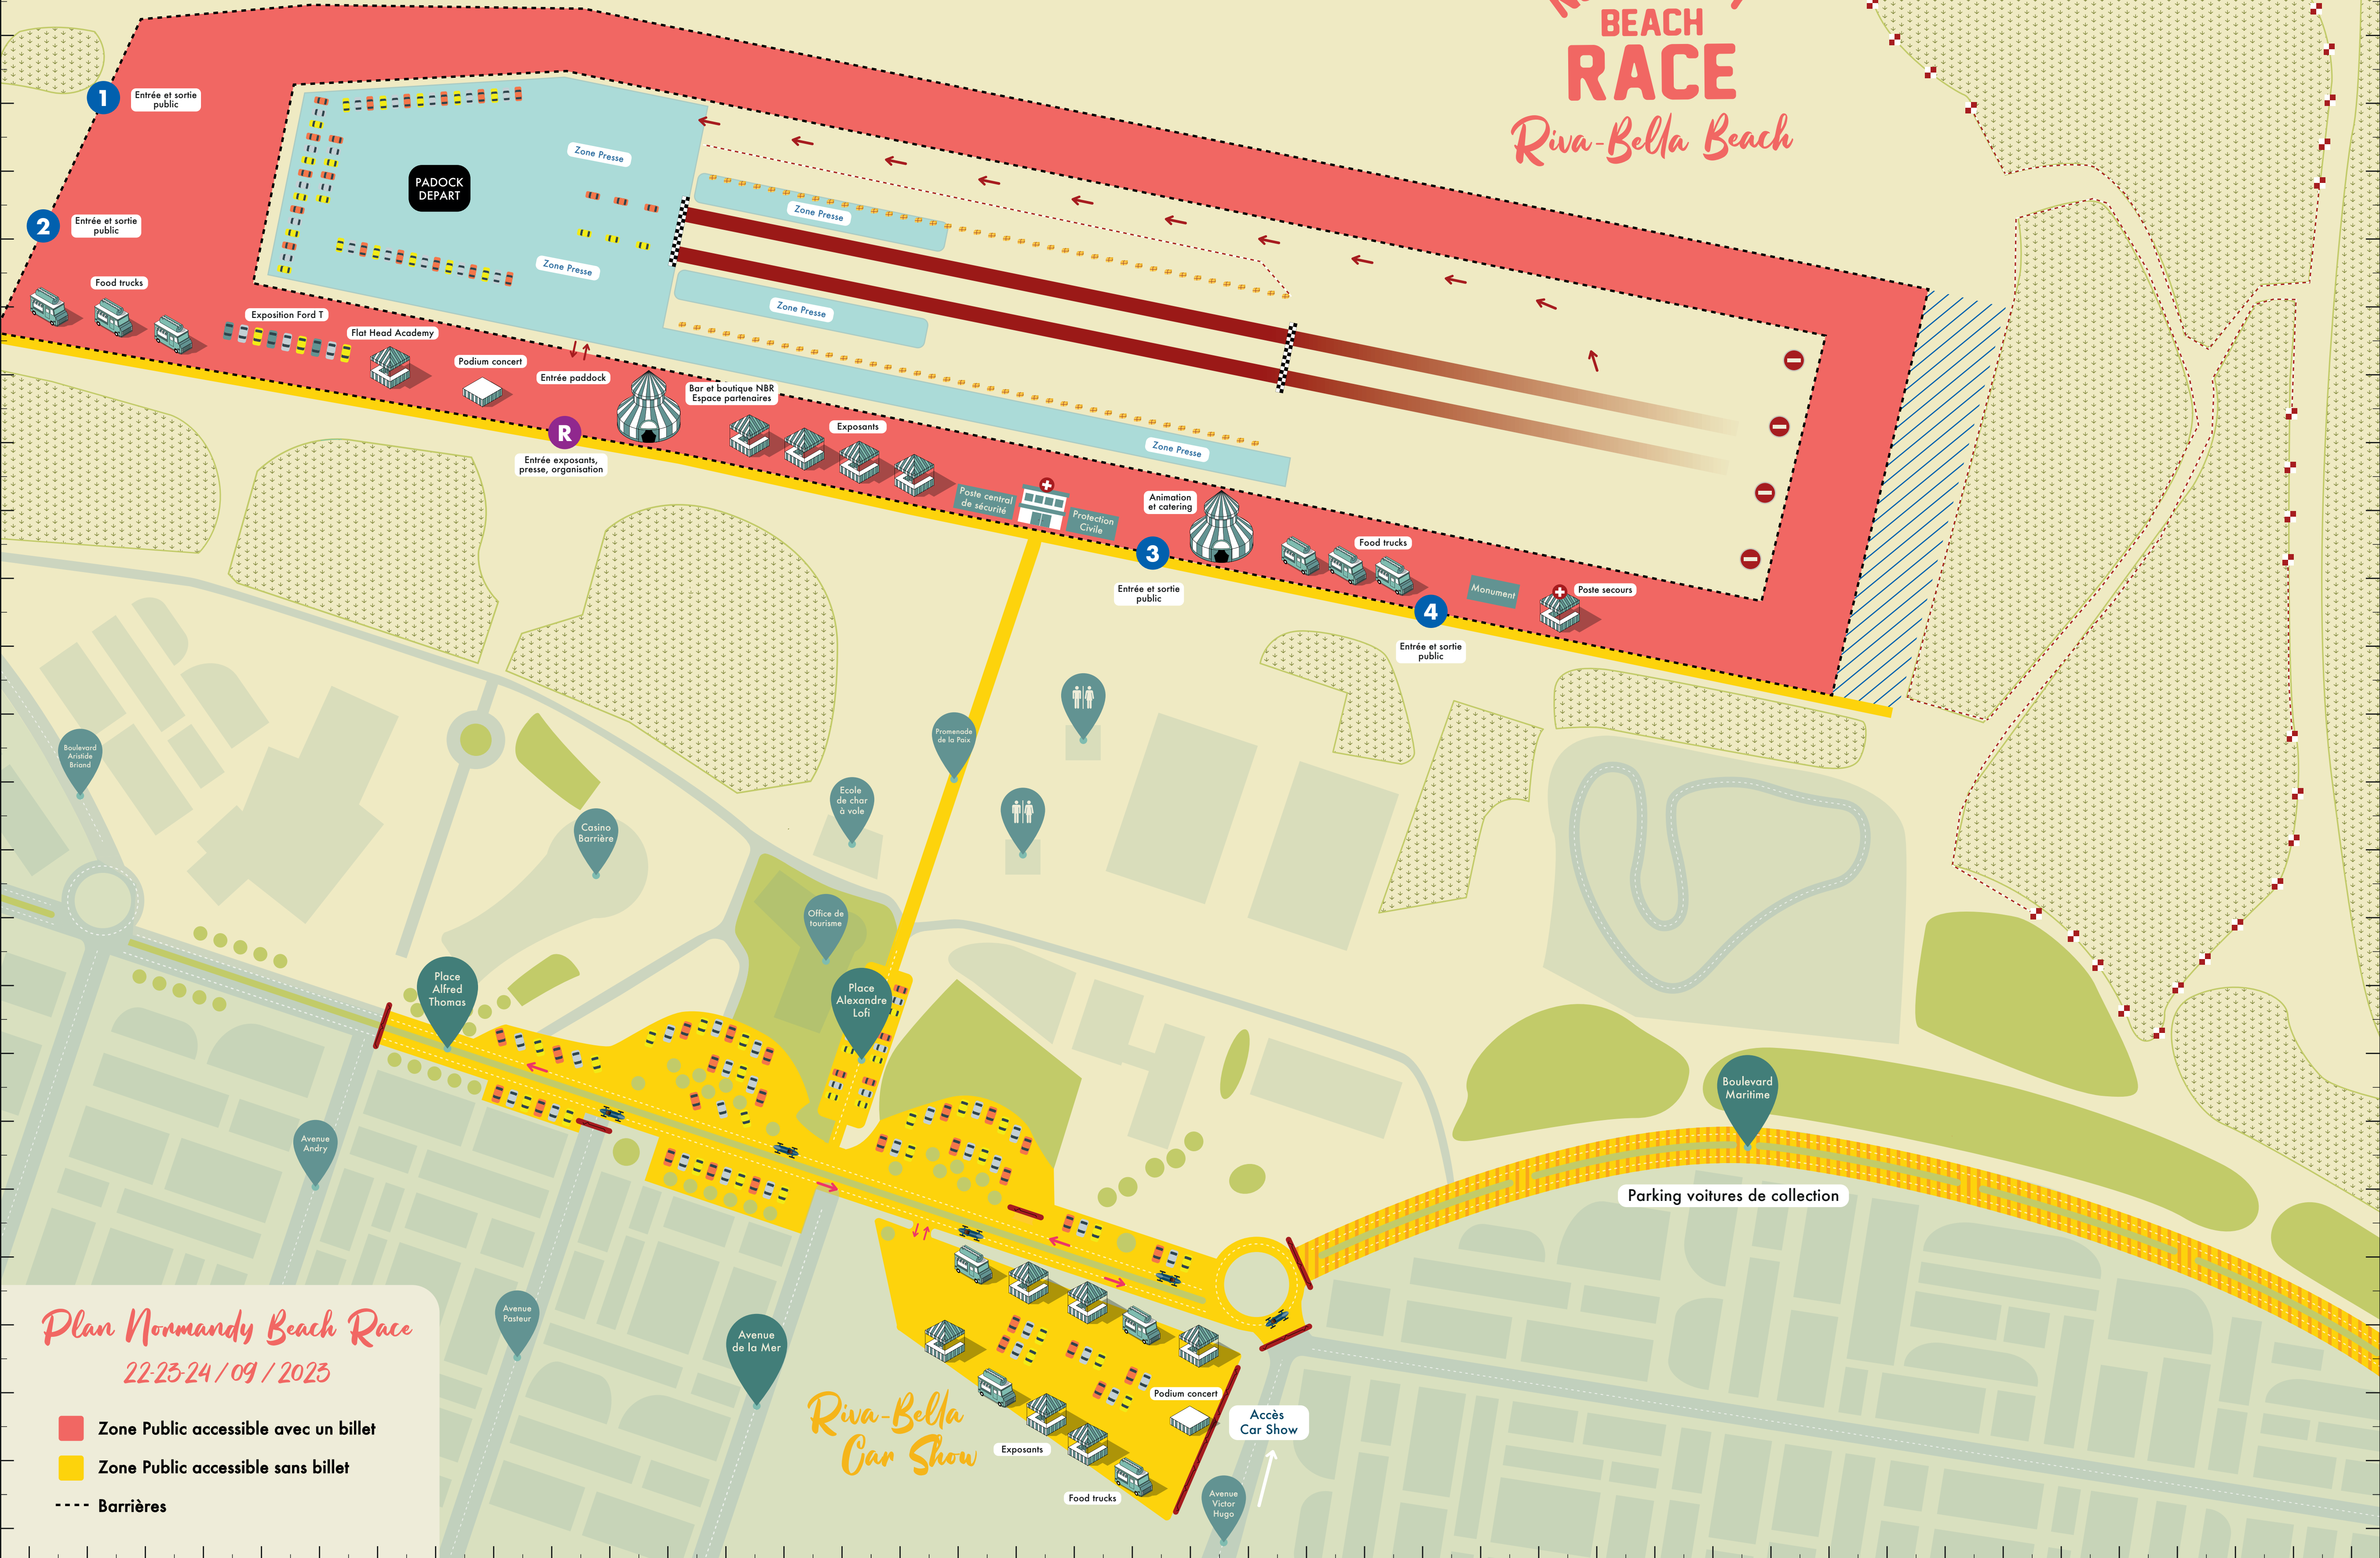 BEACH
RACE
Riva-Bella Beach
1
Entrée et sortie
public
2
Entrée et sortie
public
PADOCK
DEPART
Zone Presse
Zone Presse
Zone Presse
Zone Presse
Zone Presse
Food trucks
Exposition Ford T
Flat Head Academy
Podium concert
Entrée paddock
Bar et boutique NBR
Espace partenaires
R
Entrée exposants,
presse, organisation
Exposants
Poste central
de sécurité
Protection
Civile
Animation
et catering
3
Entrée et sortie
public
Food trucks
4
Entrée et sortie
public
Monument
Poste secours
Boulevard
Aristide
Briand
Casino
Barrière
Ecole
de char
à voile
Promenade
de la Paix
Office de
tourisme
Place
Alfred
Thomas
Place
Alexandre
Lofi
Boulevard
Maritime
Parking voitures de collection
Avenue
Andry
Avenue
Pasteur
Avenue
de la Mer
Riva-Bella
Car Show
Podium concert
Accès
Car Show
Exposants
Food trucks
Avenue
Victor
Hugo
Plan Normandy Beach Race
22-23-24/09/2023
Zone Public accessible avec un billet
Zone Public accessible sans billet
Barrières